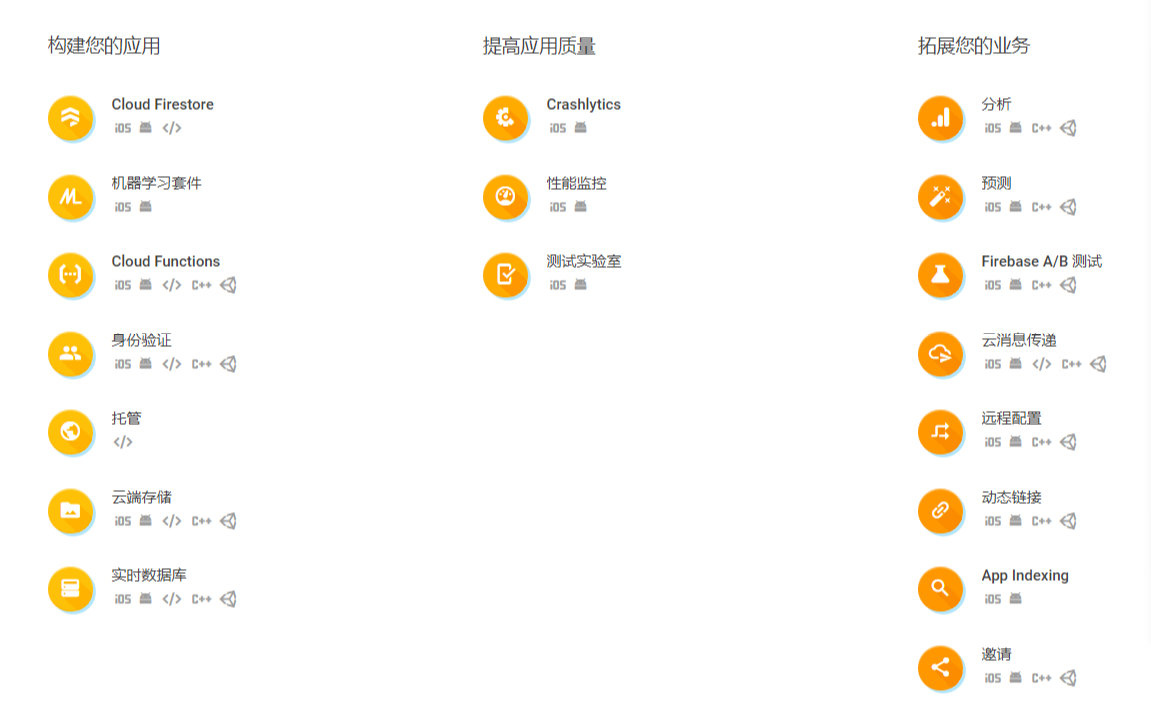 构建您的应用
Cloud Firestore
iOS </>
机器学习套件
iOS
Cloud Functions
iOS </> C++
身份验证
iOS </> C++
托管
</>
云端存储
iOS </> C++
实时数据库
iOS </> C++
提高应用质量
Crashlytics
iOS
性能监控
iOS
测试实验室
iOS
拓展您的业务
分析
iOS C++
预测
iOS C++
Firebase A/B 测试
iOS C++
云消息传递
iOS </> C++
远程配置
iOS C++
动态链接
iOS C++
App Indexing
iOS
邀请
iOS C++